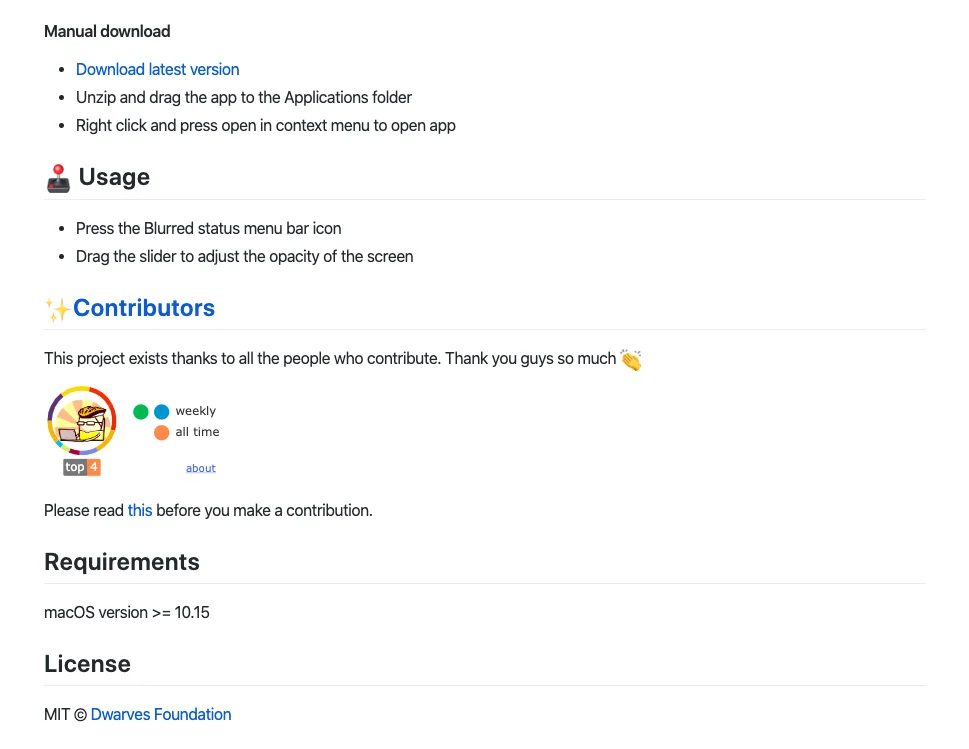 Manual download
• Download latest version
• Unzip and drag the app to the Applications folder
• Right click and press open in context menu to open app
🕹️ Usage
• Press the Blurred status menu bar icon
• Drag the slider to adjust the opacity of the screen
✨Contributors
This project exists thanks to all the people who contribute. Thank you guys so much 👏
weekly
all time
top 4
about
Please read this before you make a contribution.
Requirements
macOS version >= 10.15
License
MIT © Dwarves Foundation